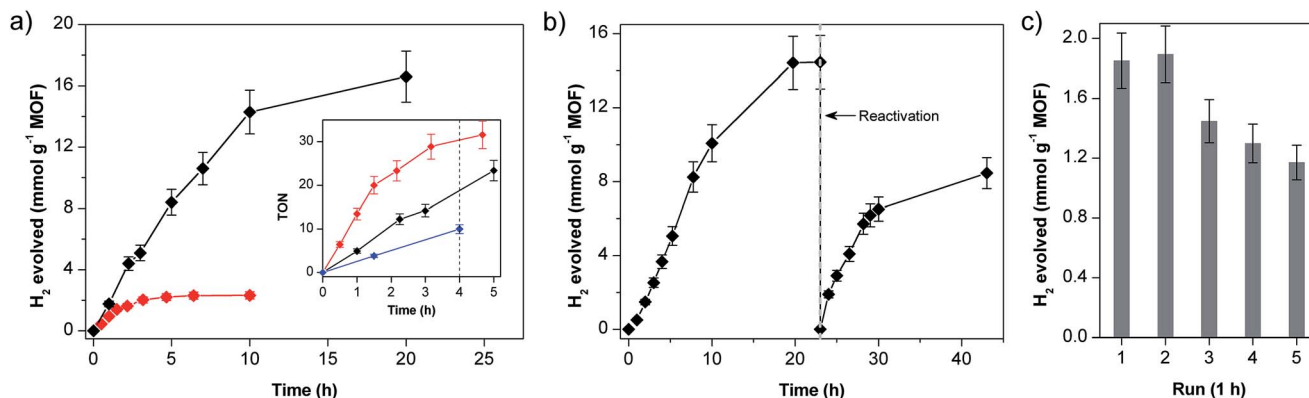 a)
H₂ evolved (mmol g⁻¹ MOF)
20
16
12
8
4
0
0 5 10 15 20 25
Time (h)
TON
30
20
10
0
0 1 2 3 4 5
Time (h)
b)
H₂ evolved (mmol g⁻¹ MOF)
16
12
8
4
0
Reactivation
0 10 20 30 40
Time (h)
c)
H₂ evolved (mmol g⁻¹ MOF)
2.0
1.6
1.2
0.8
0.4
0.0
1 2 3 4 5
Run (1 h)